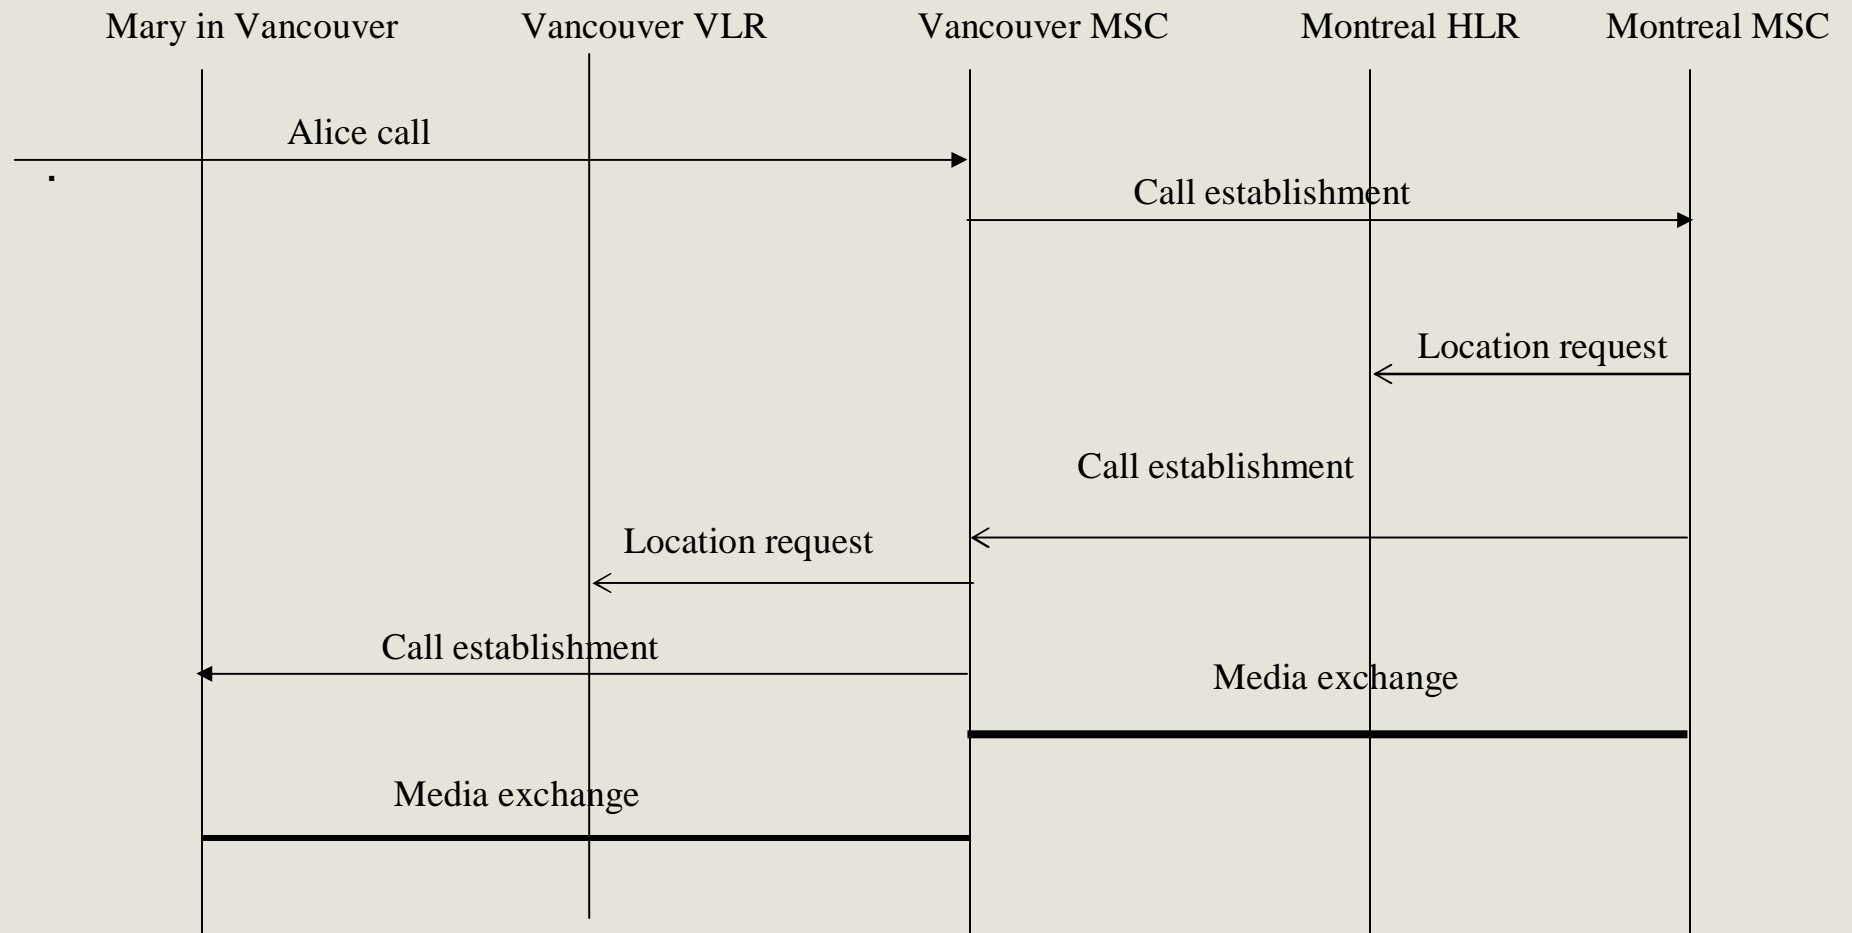 Mary in Vancouver
Vancouver VLR
Vancouver MSC
Montreal HLR
Montreal MSC
Alice call
Call establishment
Location request
Call establishment
Location request
Call establishment
Media exchange
Media exchange